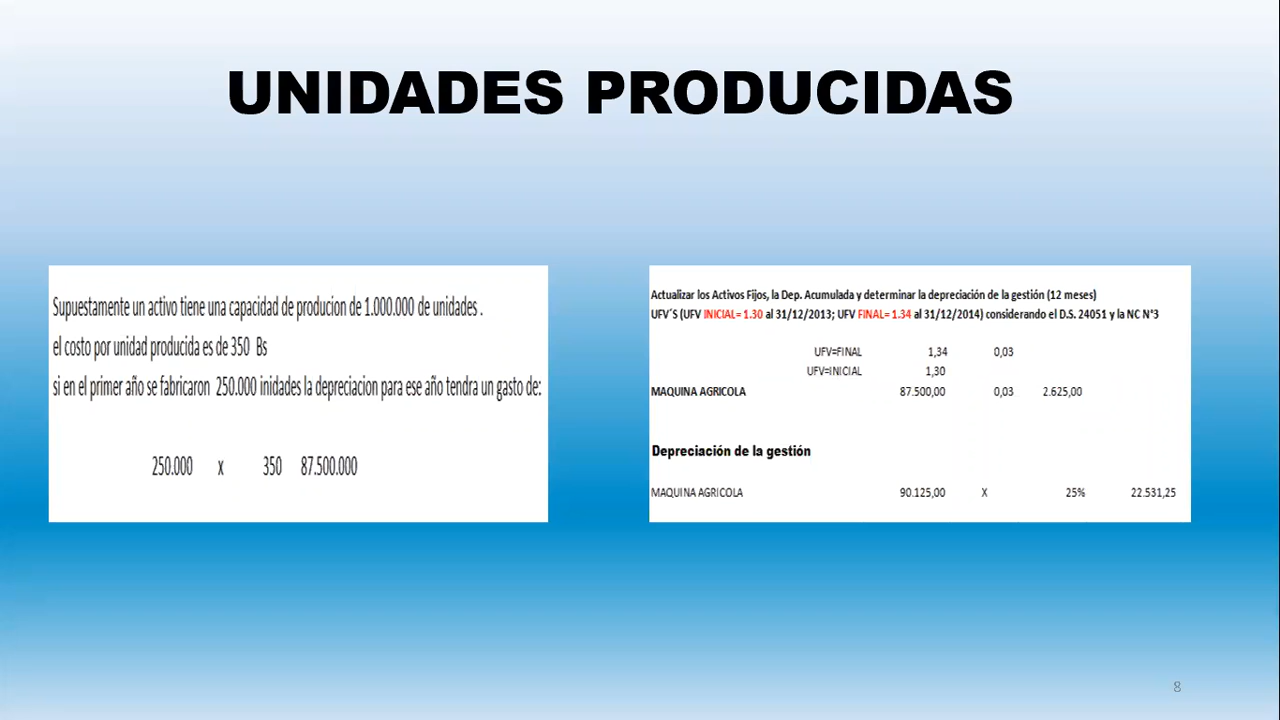 UNIDADES PRODUCIDAS
Supuestamente un activo tiene una capacidad de producion de 1.000.000 de unidades .
el costo por unidad producida es de 350 Bs
si en el primer año se fabricaron 250.000 inidades la depreciacion para ese año tendra un gasto de:
250.000 x 350 87.500.000
Actualizar los Activos Fijos, la Dep. Acumulada y determinar la depreciación de la gestión (12 meses)
UFV´S (UFV INICIAL= 1.30 al 31/12/2013; UFV FINAL= 1.34 al 31/12/2014) considerando el D.S. 24051 y la NC N°3
UFV=FINAL 1,34 0,03
UFV=INICIAL 1,30
MAQUINA AGRICOLA 87.500,00 0,03 2.625,00
Depreciación de la gestión
MAQUINA AGRICOLA 90.125,00 X 25% 22.531,25
8